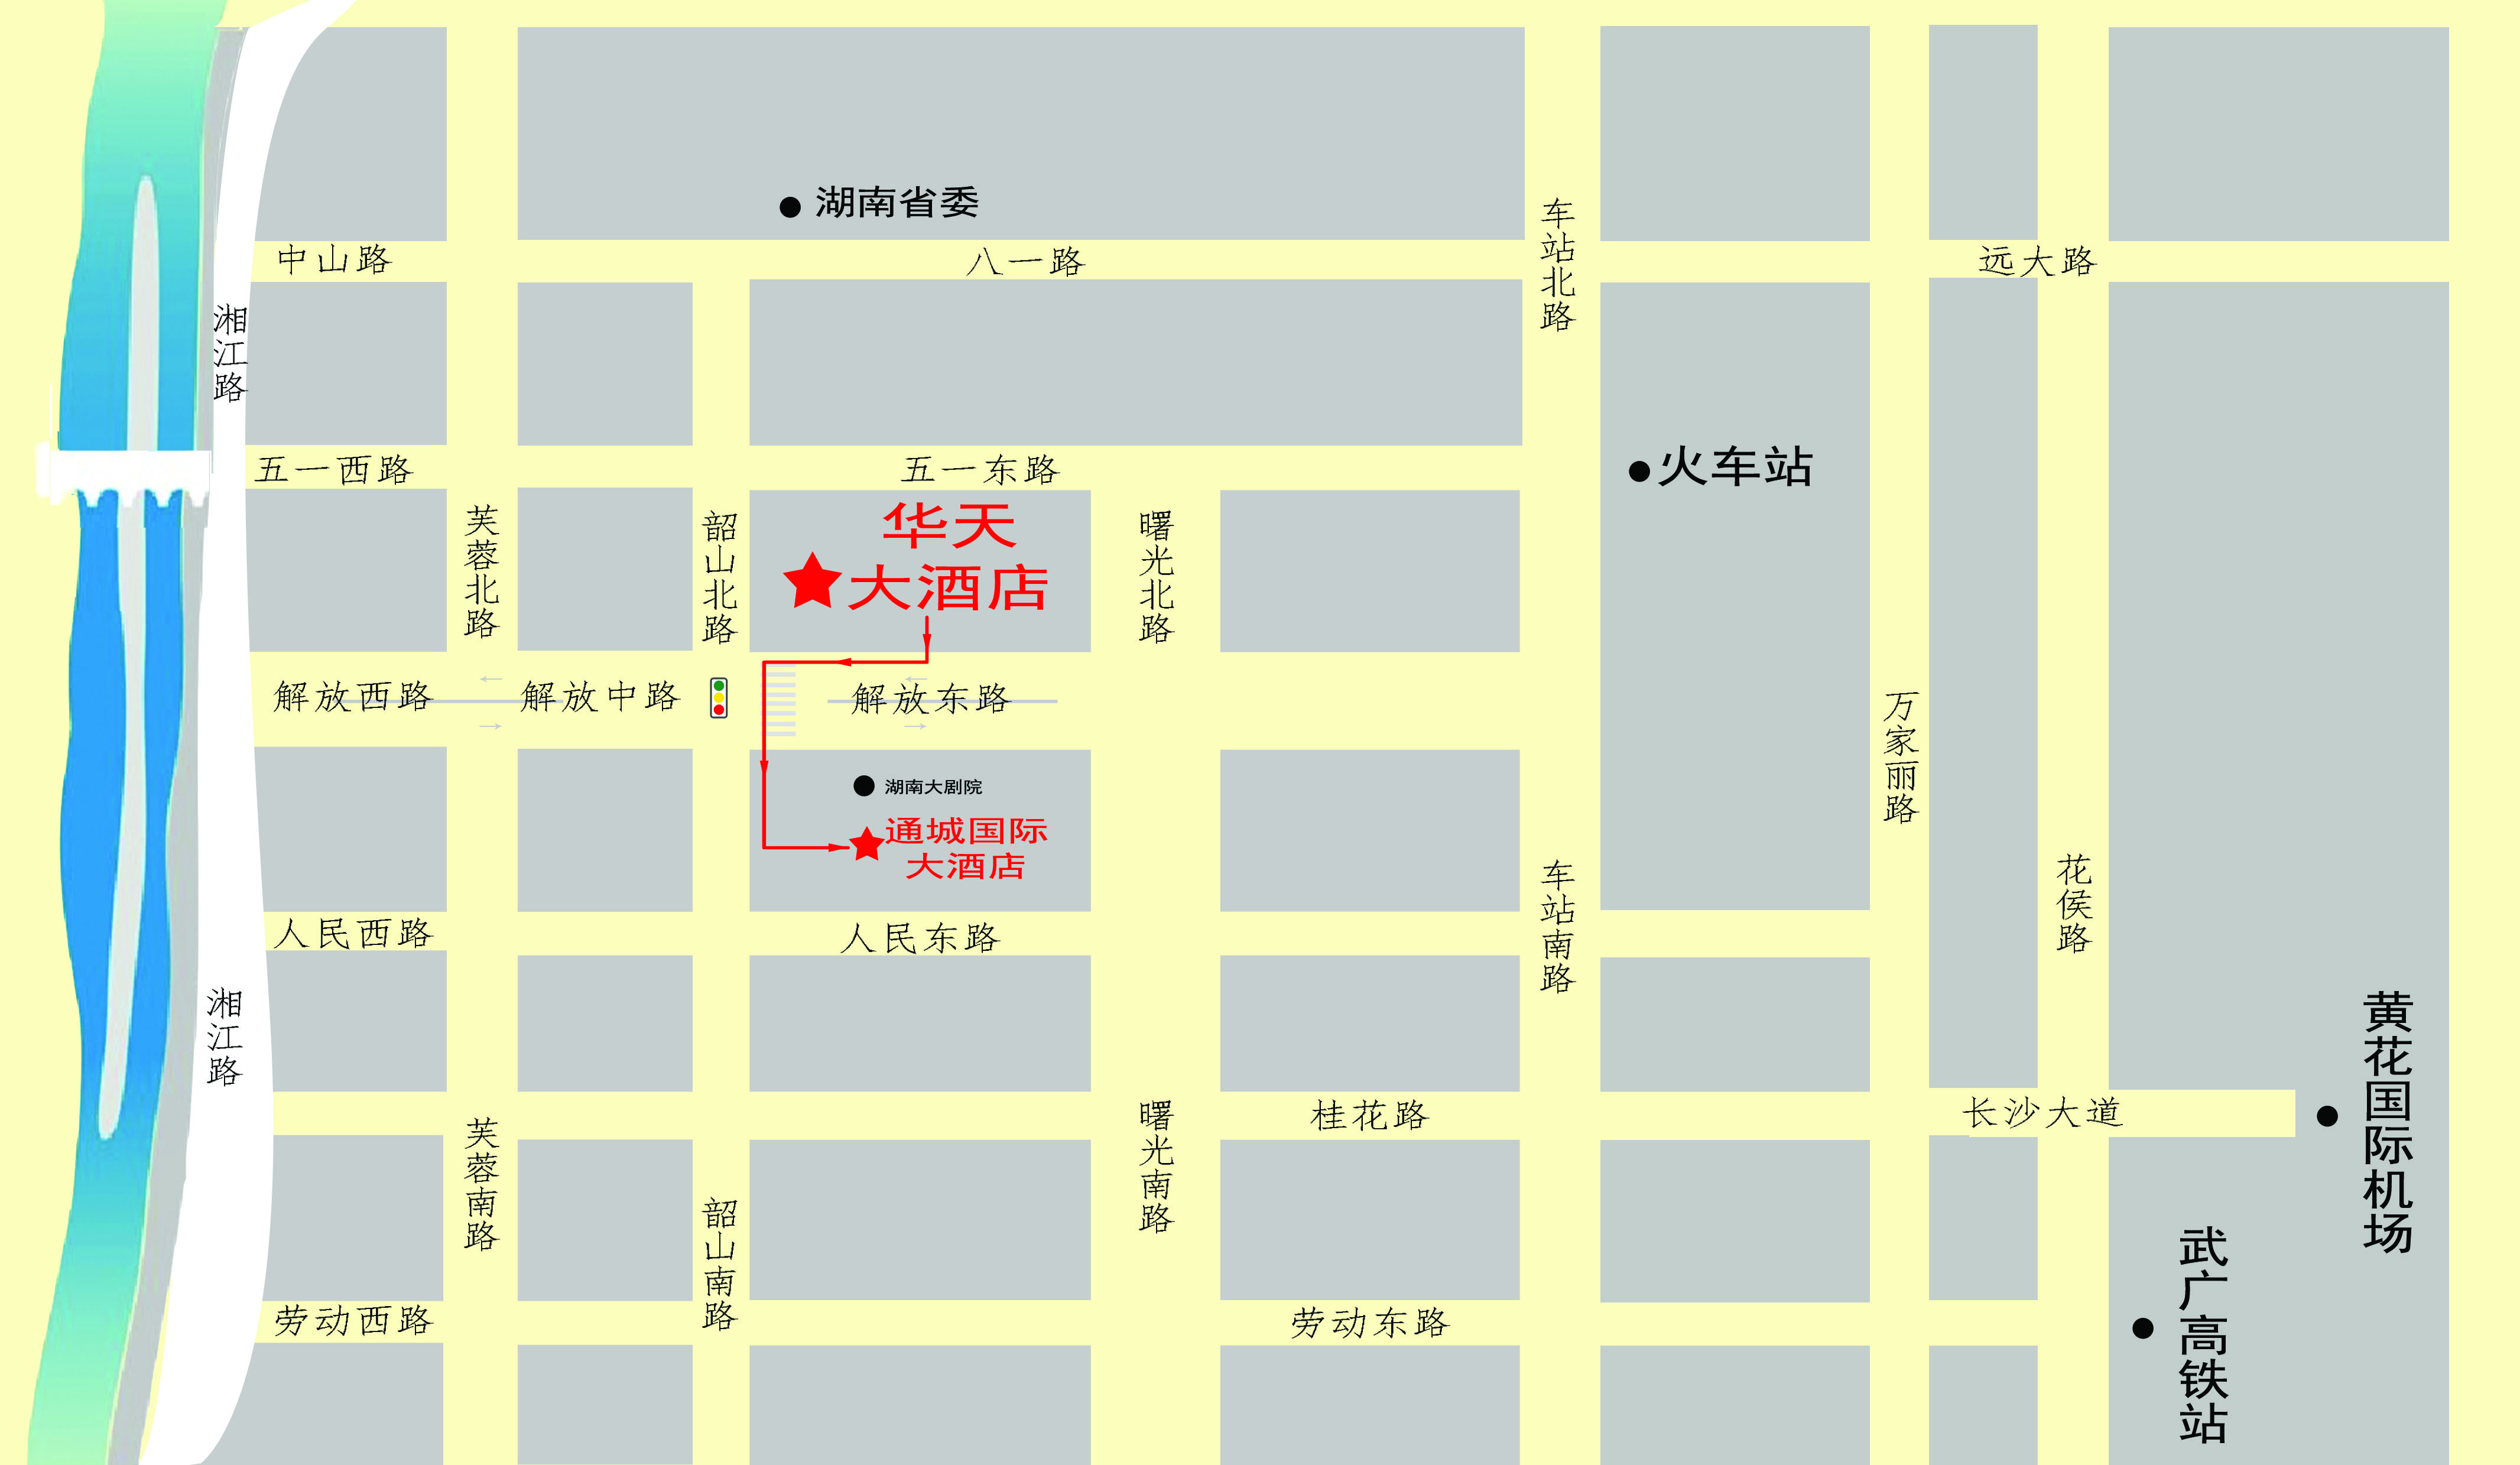 湖南省委
中山路
八一路
车站北路
远大路
湘江路
五一西路
五一东路
火车站
芙蓉北路
韶山北路
华天
大酒店
曙光北路
解放西路
解放中路
解放东路
万家丽路
湖南大剧院
通城国际
大酒店
车站南路
花侯路
人民西路
人民东路
湘江路
黄花国际机场
芙蓉南路
曙光南路
桂花路
长沙大道
韶山南路
武广高铁站
劳动西路
劳动东路